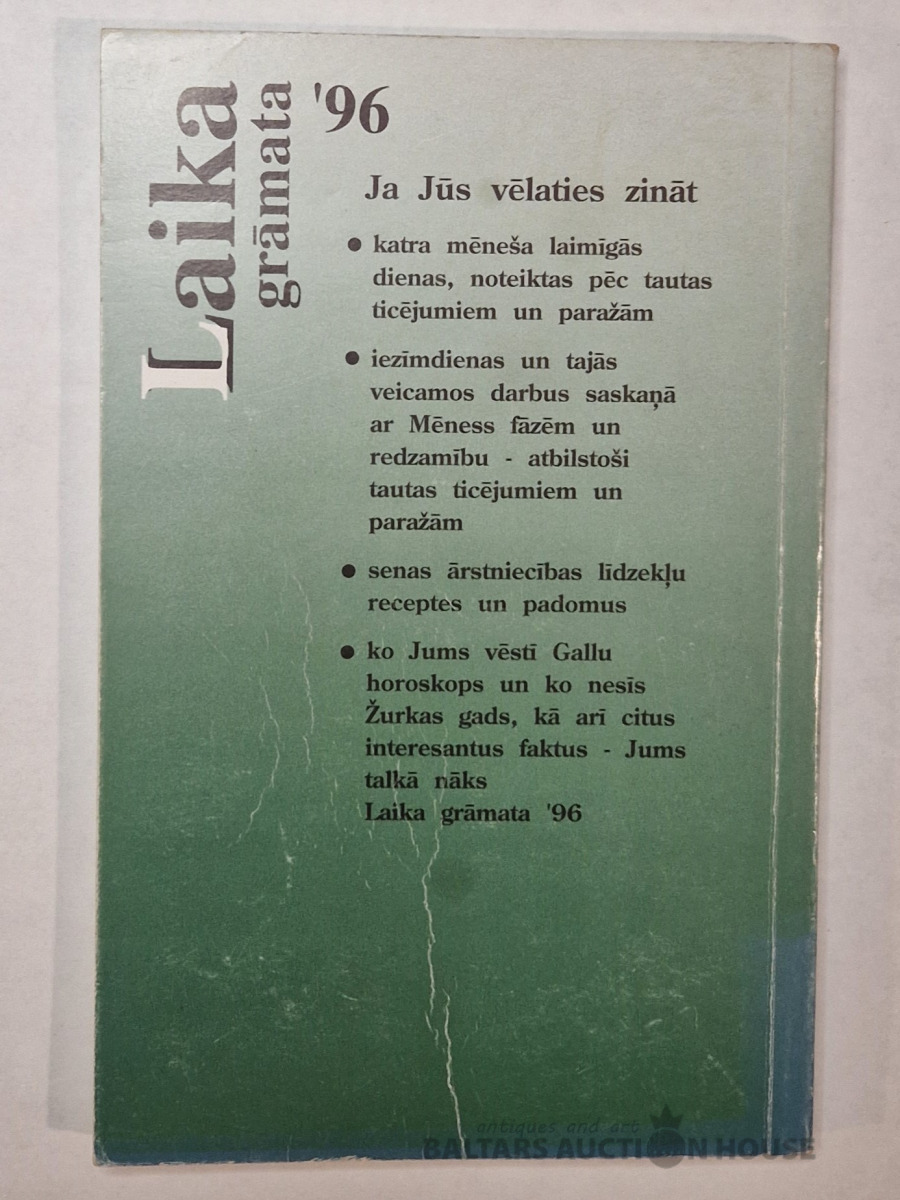 Laika
grāmata
'96
Ja Jūs vēlaties zināt
● katra mēneša laimīgās
dienas, noteiktas pēc tautas
ticējumiem un paražām
● iezīmdienas un tajās
veicamos darbus saskaņā
ar Mēness fāzēm un
redzamību - atbilstoši
tautas ticējumiem un
paražām
● senas ārstniecības līdzekļu
receptes un padomus
● ko Jums vēstī Gallu
horoskops un ko nesīs
Žurkas gads, kā arī citus
interesantus faktus - Jums
talkā nāks
Laika grāmata '96
antiques and art
BALTARS AUCTION HOUSE